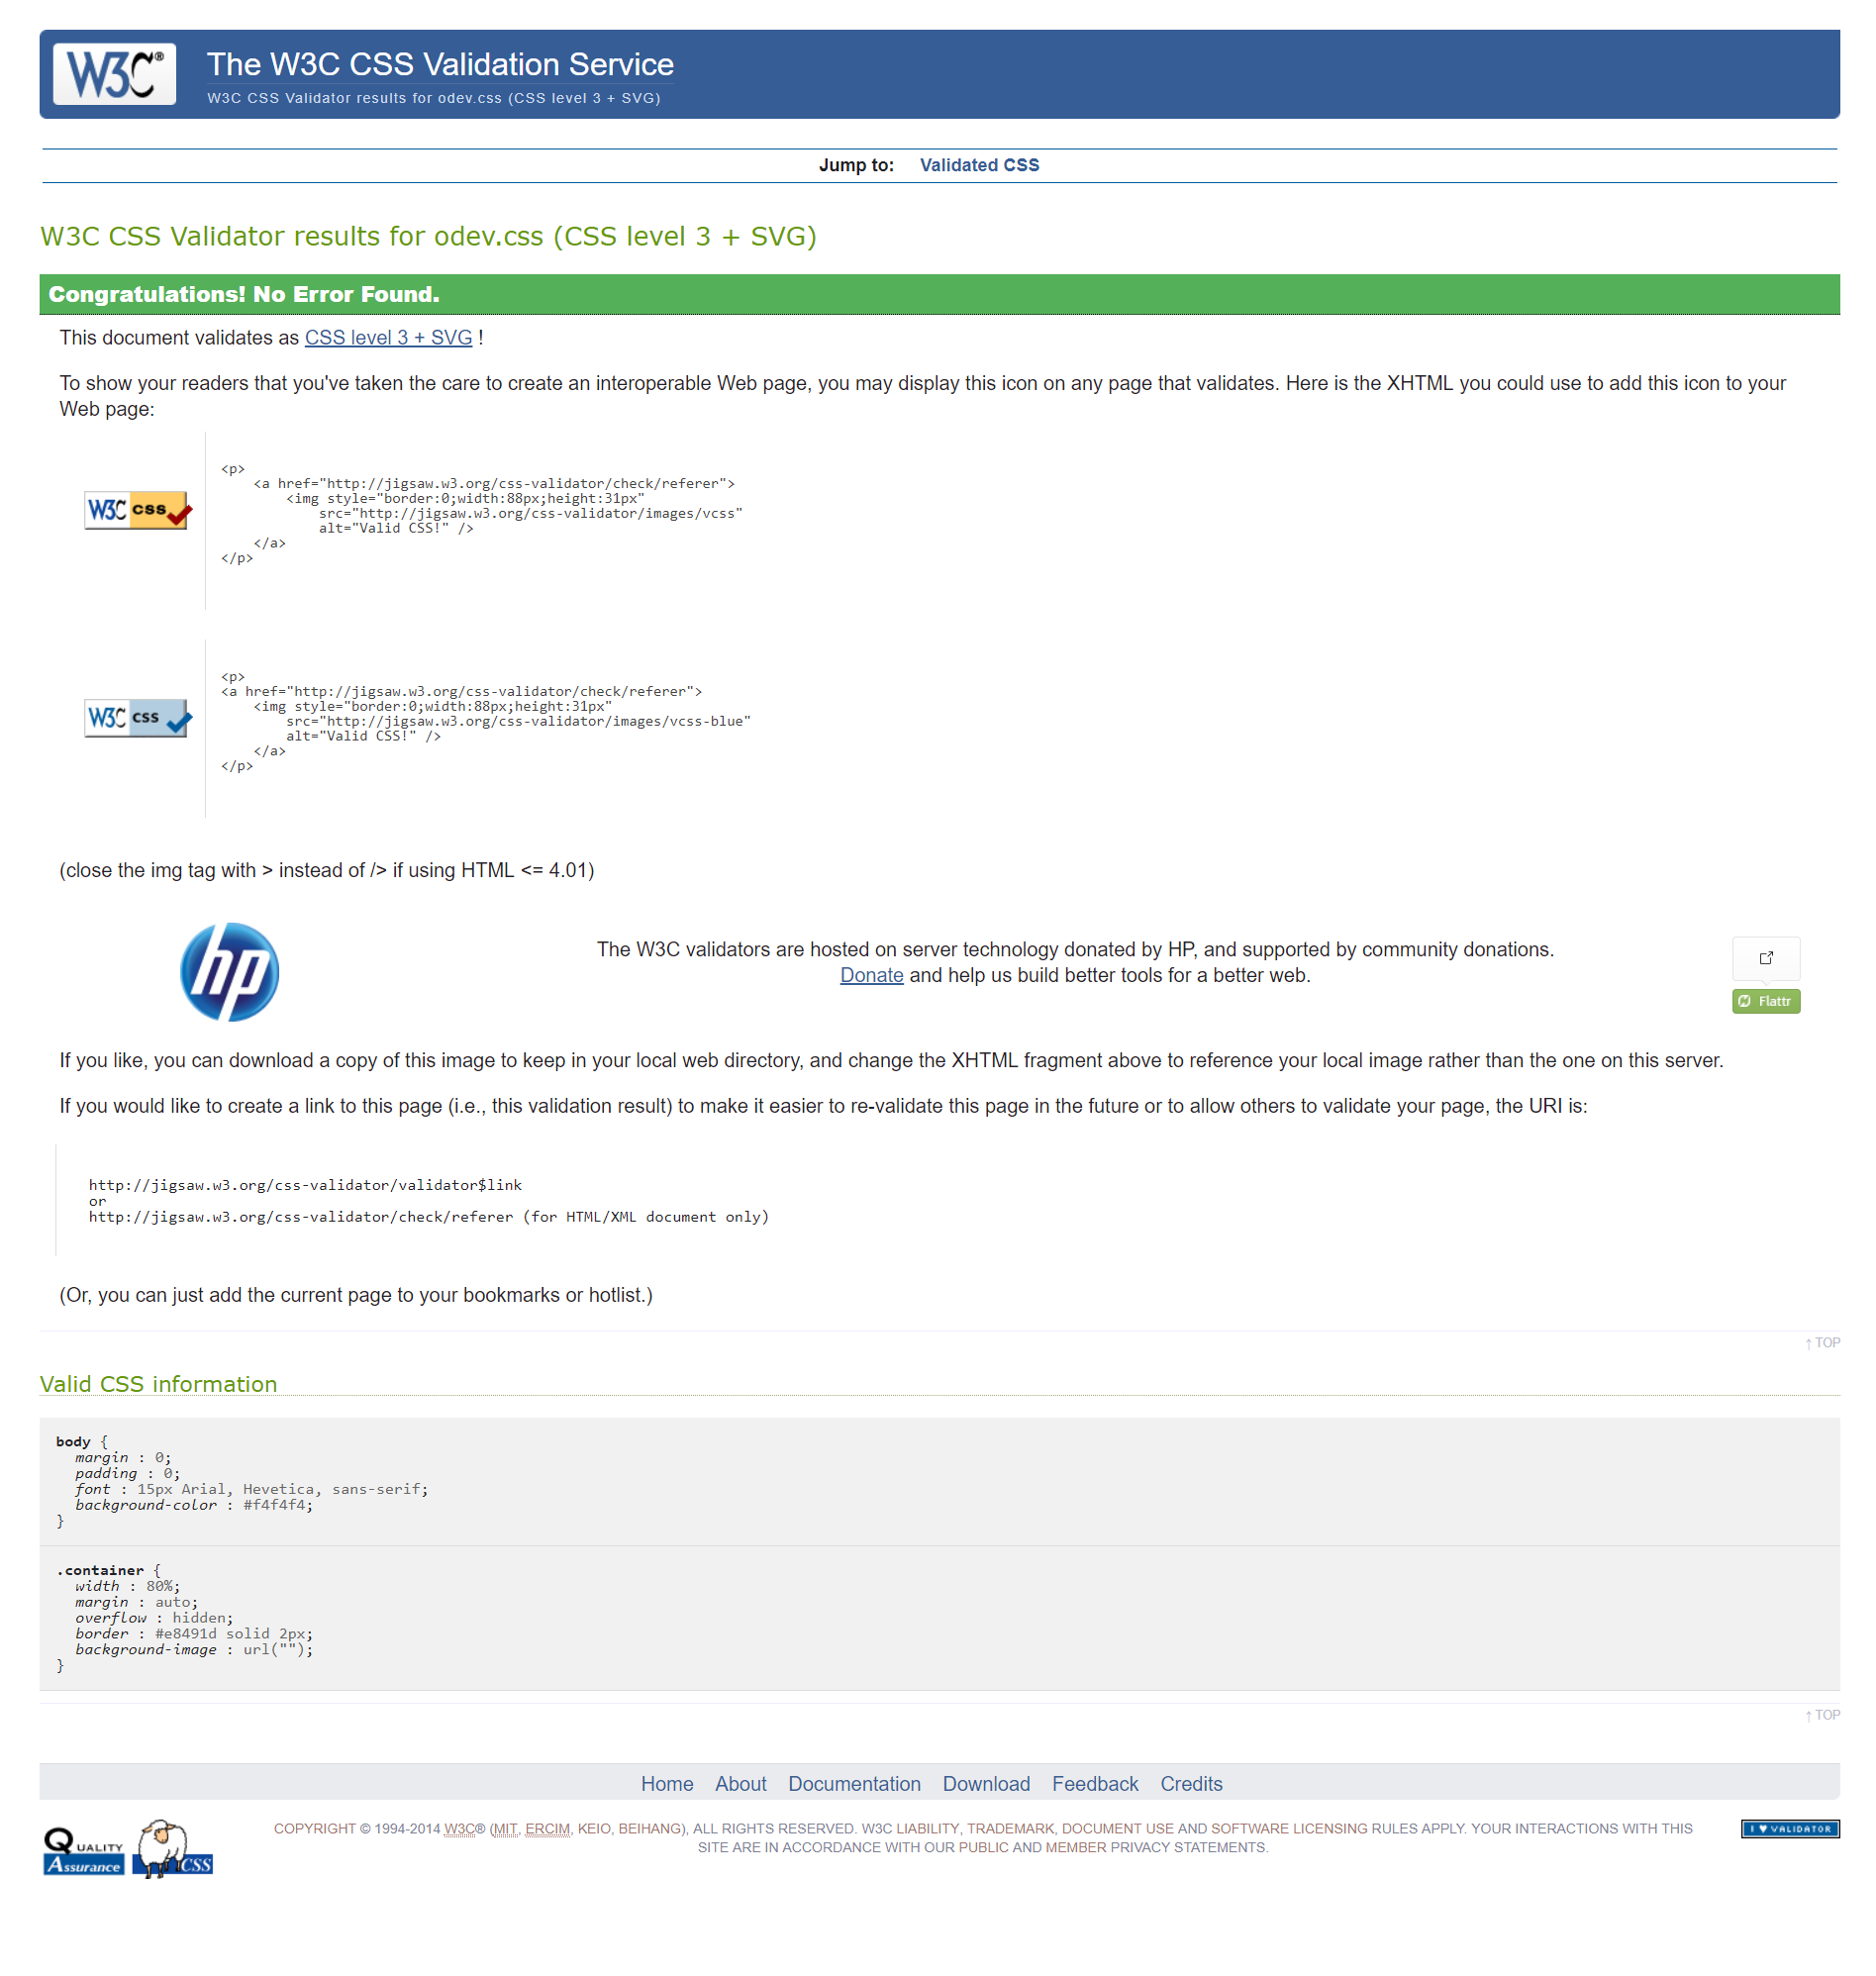 W3C®
The W3C CSS Validation Service
W3C CSS Validator results for odev.css (CSS level 3 + SVG)
Jump to: Validated CSS
W3C CSS Validator results for odev.css (CSS level 3 + SVG)
Congratulations! No Error Found.
This document validates as CSS level 3 + SVG !
To show your readers that you've taken the care to create an interoperable Web page, you may display this icon on any page that validates. Here is the XHTML you could use to add this icon to your
Web page:
W3C css
<p>
<a href="http://jigsaw.w3.org/css-validator/check/referer">
<img style="border:0;width:88px;height:31px"
src="http://jigsaw.w3.org/css-validator/images/vcss"
alt="Valid CSS!" />
</a>
</p>
W3C css
<p>
<a href="http://jigsaw.w3.org/css-validator/check/referer">
<img style="border:0;width:88px;height:31px"
src="http://jigsaw.w3.org/css-validator/images/vcss-blue"
alt="Valid CSS!" />
</a>
</p>
(close the img tag with > instead of /> if using HTML <= 4.01)
hp
The W3C validators are hosted on server technology donated by HP, and supported by community donations.
Donate and help us build better tools for a better web.
Flattr
If you like, you can download a copy of this image to keep in your local web directory, and change the XHTML fragment above to reference your local image rather than the one on this server.
If you would like to create a link to this page (i.e., this validation result) to make it easier to re-validate this page in the future or to allow others to validate your page, the URI is:
http://jigsaw.w3.org/css-validator/validator$link
or
http://jigsaw.w3.org/css-validator/check/referer (for HTML/XML document only)
(Or, you can just add the current page to your bookmarks or hotlist.)
↑ TOP
Valid CSS information
body {
margin : 0;
padding : 0;
font : 15px Arial, Hevetica, sans-serif;
background-color : #f4f4f4;
}
.container {
width : 80%;
margin : auto;
overflow : hidden;
border : #e8491d solid 2px;
background-image : url("");
}
↑ TOP
Home About Documentation Download Feedback Credits
QUALITY
Assurance
CSS
COPYRIGHT © 1994-2014 W3C® (MIT, ERCIM, KEIO, BEIHANG), ALL RIGHTS RESERVED. W3C LIABILITY, TRADEMARK, DOCUMENT USE AND SOFTWARE LICENSING RULES APPLY. YOUR INTERACTIONS WITH THIS
SITE ARE IN ACCORDANCE WITH OUR PUBLIC AND MEMBER PRIVACY STATEMENTS.
I ♥ VALIDATOR